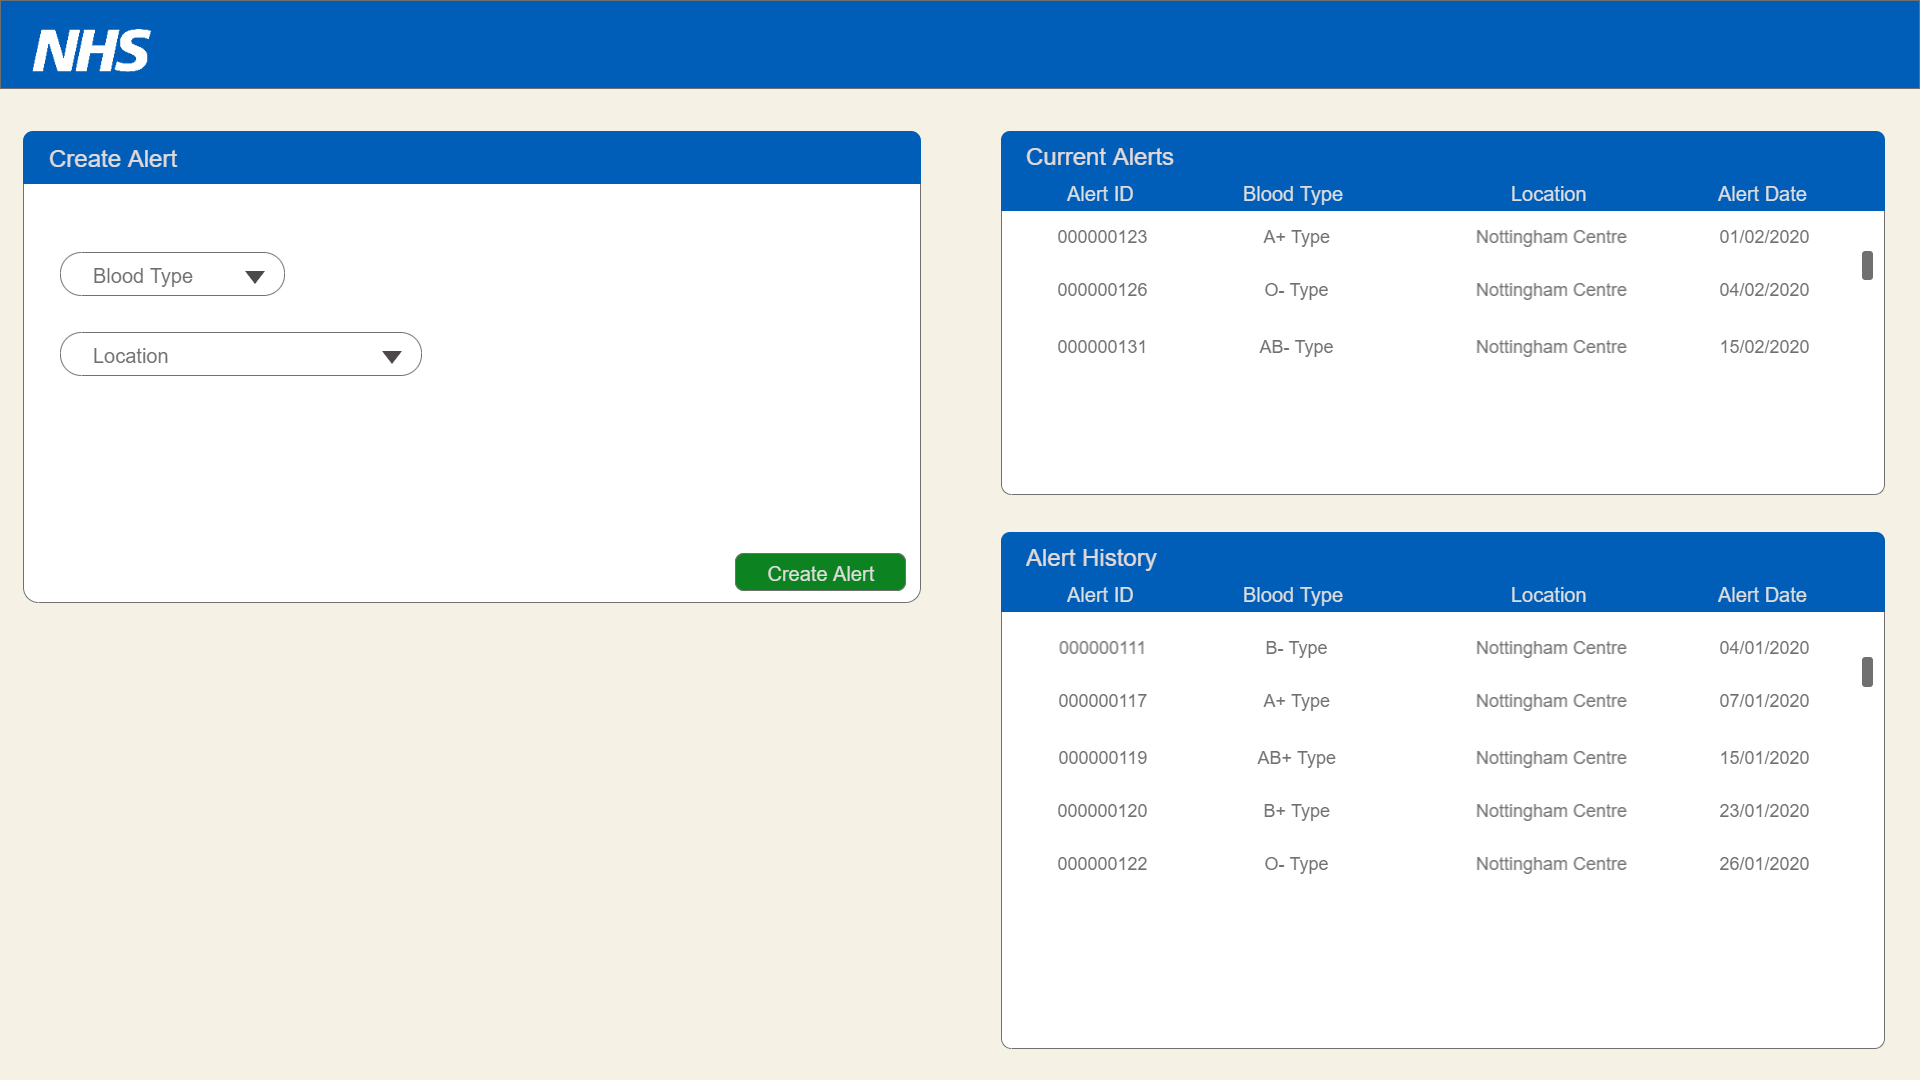 NHS
Create Alert
Blood Type
Location
Create Alert
Current Alerts
Alert ID Blood Type Location Alert Date
000000123 A+ Type Nottingham Centre 01/02/2020
000000126 O- Type Nottingham Centre 04/02/2020
000000131 AB- Type Nottingham Centre 15/02/2020
Alert History
Alert ID Blood Type Location Alert Date
000000111 B- Type Nottingham Centre 04/01/2020
000000117 A+ Type Nottingham Centre 07/01/2020
000000119 AB+ Type Nottingham Centre 15/01/2020
000000120 B+ Type Nottingham Centre 23/01/2020
000000122 O- Type Nottingham Centre 26/01/2020